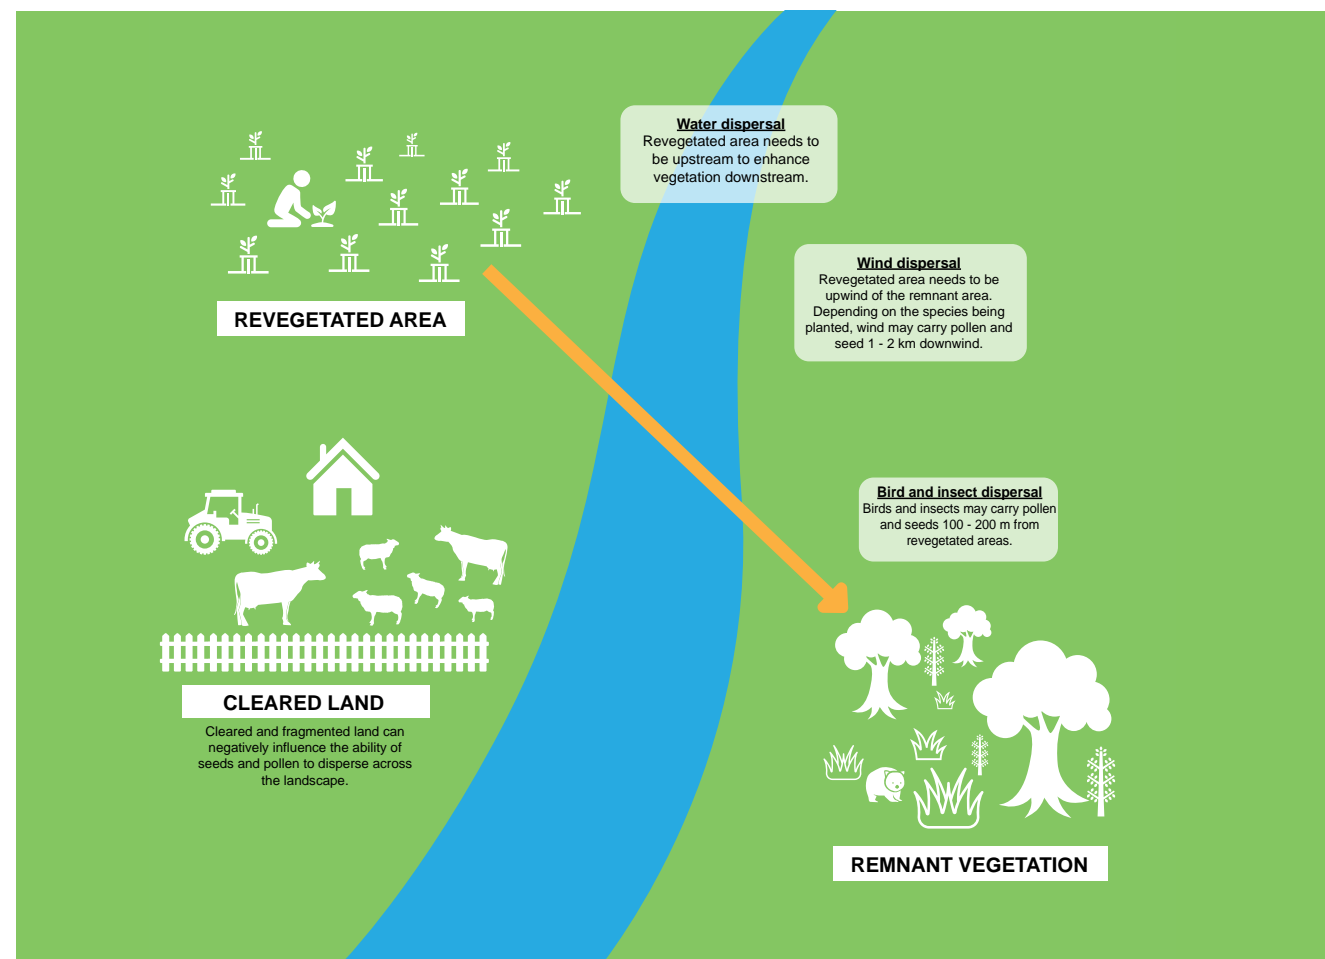 Water dispersal
Revegetated area needs to
be upstream to enhance
vegetation downstream.
Wind dispersal
Revegetated area needs to be
upwind of the remnant area.
Depending on the species being
planted, wind may carry pollen and
seed 1 - 2 km downwind.
REVEGETATED AREA
Bird and insect dispersal
Birds and insects may carry pollen
and seeds 100 - 200 m from
revegetated areas.
CLEARED LAND
Cleared and fragmented land can
negatively influence the ability of
seeds and pollen to disperse across
the landscape.
REMNANT VEGETATION